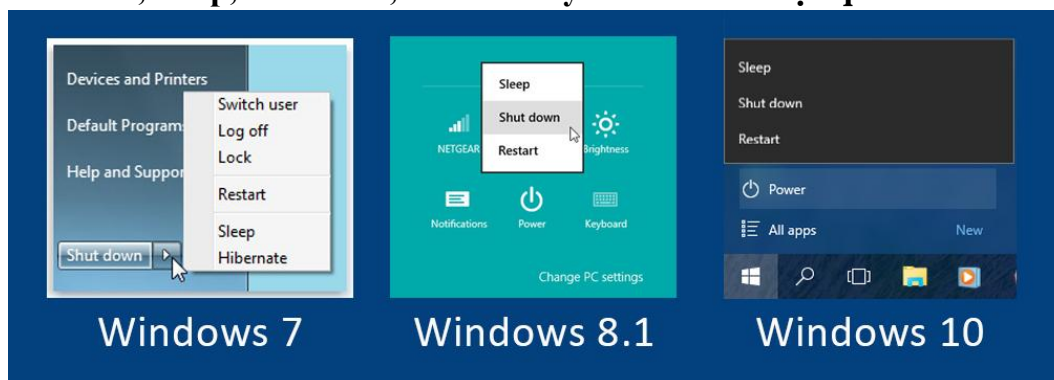 Devices and Printers
Default Program
Help and Suppor
Shut down
Switch user
Log off
Lock
Restart
Sleep
Hibernate
Windows 7
Sleep
Shut down
Restart
NETGEAR
Brightness
Notifications
Power
Keyboard
Change PC settings
Windows 8.1
Sleep
Shut down
Restart
Power
All apps
New
Windows 10